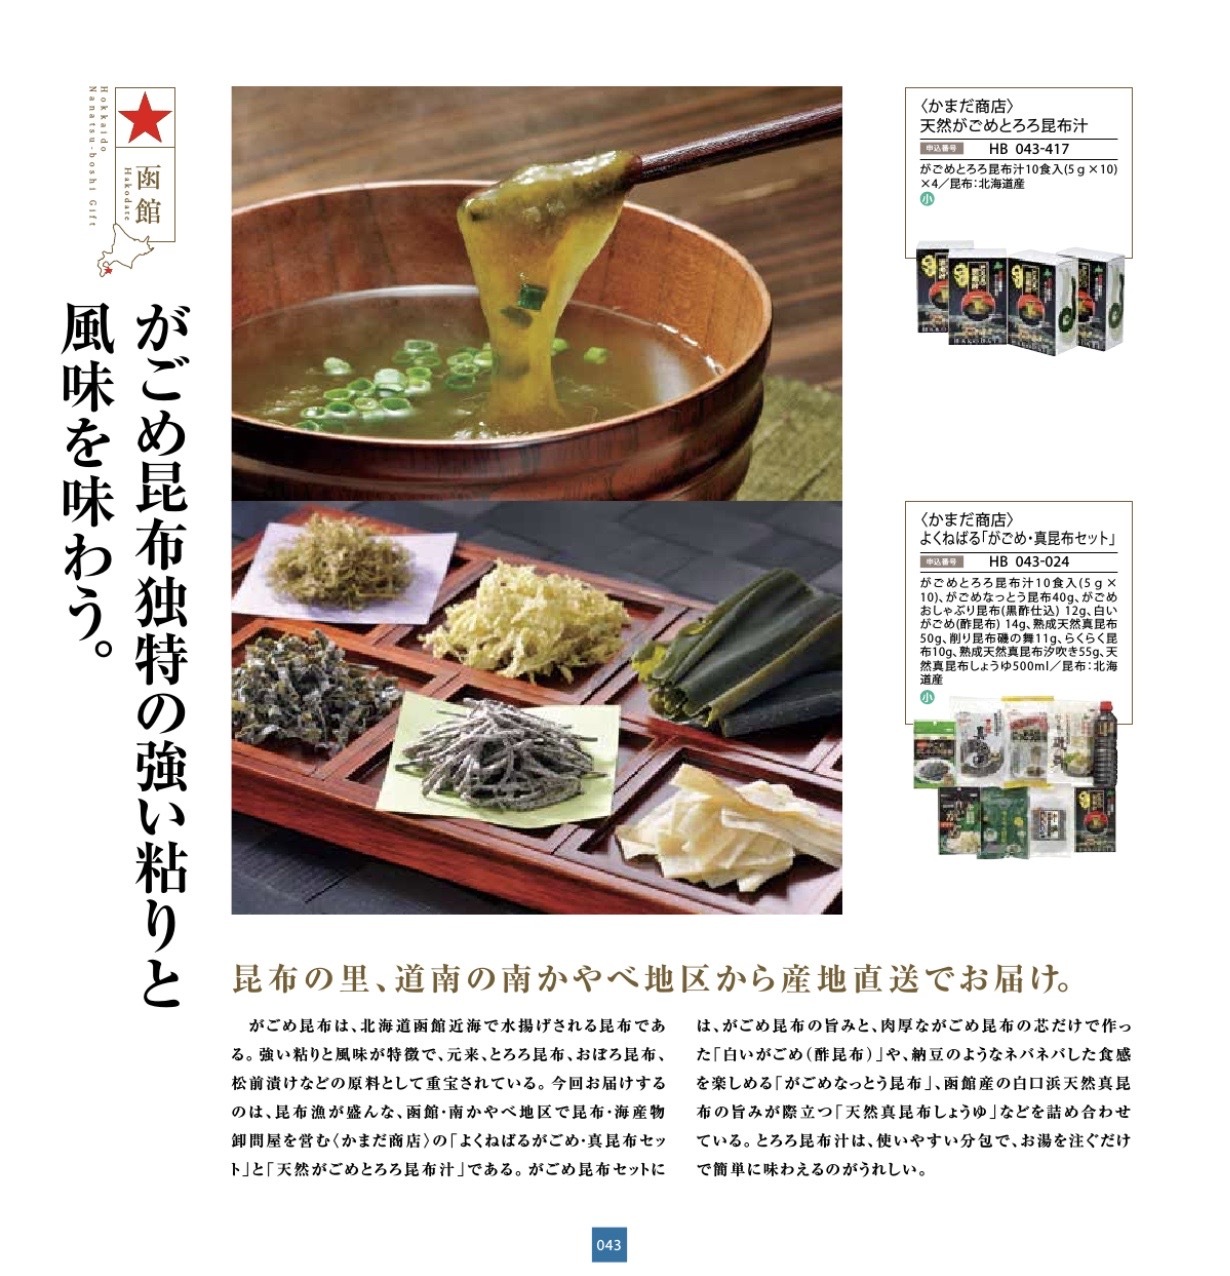 Hokkaido
Nanatsu-boshi Gift
函館
Hakodate
がごめ昆布独特の強い粘りと
風味を味わう。
〈かまだ商店〉
天然がごめとろろ昆布汁
申込番号 HB 043-417
がごめとろろ昆布汁10食入(5g×10)
×4／昆布：北海道産
小
〈かまだ商店〉
よくねばる「がごめ・真昆布セット」
申込番号 HB 043-024
がごめとろろ昆布汁10食入(5g×
10)、がごめなっとう昆布40g、がごめ
おしゃぶり昆布(黒酢仕込) 12g、白い
がごめ(酢昆布) 14g、熟成天然真昆布
50g、削り昆布磯の舞11g、らくらく昆
布10g、熟成天然真昆布汐吹き55g、天
然真昆布しょうゆ500ml／昆布：北海
道産
小
昆布の里、道南の南かやべ地区から産地直送でお届け。
がごめ昆布は、北海道函館近海で水揚げされる昆布であ
る。強い粘りと風味が特徴で、元来、とろろ昆布、おぼろ昆布、
松前漬けなどの原料として重宝されている。今回お届けする
のは、昆布漁が盛んな、函館・南かやべ地区で昆布・海産物
卸問屋を営む〈かまだ商店〉の「よくねばるがごめ・真昆布セッ
ト」と「天然がごめとろろ昆布汁」である。がごめ昆布セットに
は、がごめ昆布の旨みと、肉厚ながごめ昆布の芯だけで作っ
た「白いがごめ（酢昆布）」や、納豆のようなネバネバした食感
を楽しめる「がごめなっとう昆布」、函館産の白口浜天然真昆
布の旨みが際立つ「天然真昆布しょうゆ」などを詰め合わせ
ている。とろろ昆布汁は、使いやすい分包で、お湯を注ぐだけ
で簡単に味わえるのがうれしい。
043